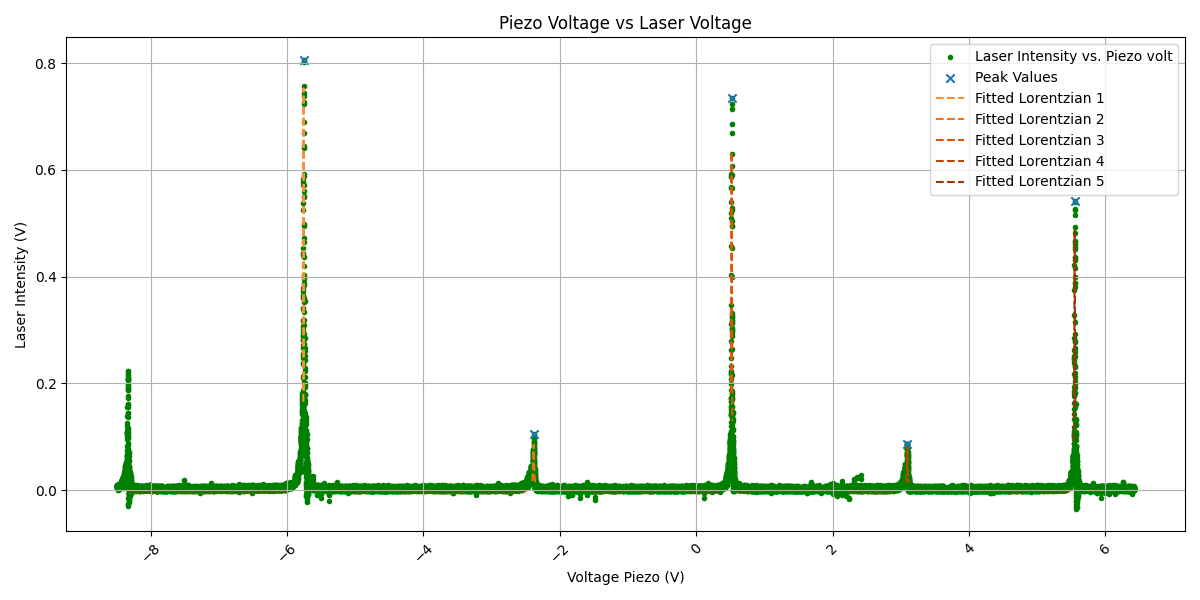 Piezo Voltage vs Laser Voltage
Laser Intensity vs. Piezo volt
Peak Values
Fitted Lorentzian 1
Fitted Lorentzian 2
Fitted Lorentzian 3
Fitted Lorentzian 4
Fitted Lorentzian 5
Laser Intensity (V)
0.8
0.6
0.4
0.2
0.0
−8
−6
−4
−2
0
2
4
6
Voltage Piezo (V)